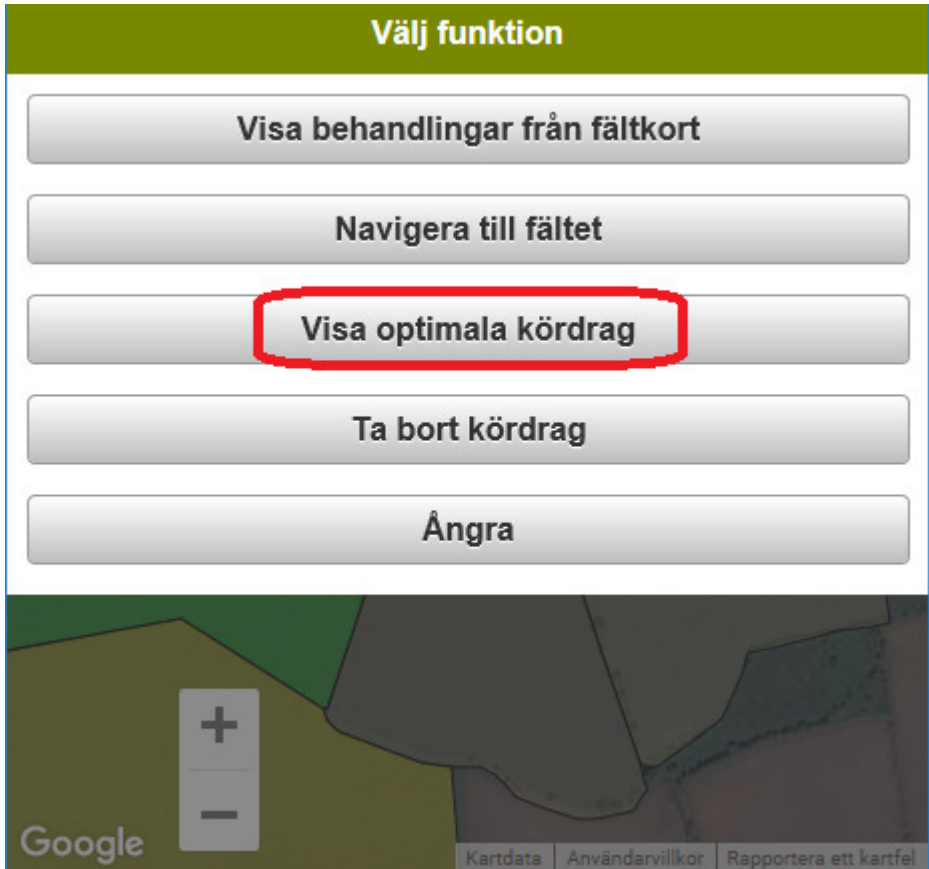 Välj funktion
Visa behandlingar från fältkort
Navigera till fältet
Visa optimala kördrag
Ta bort kördrag
Ångra
+
−
Google
Kartdata Användarvillkor Rapportera ett kartfel